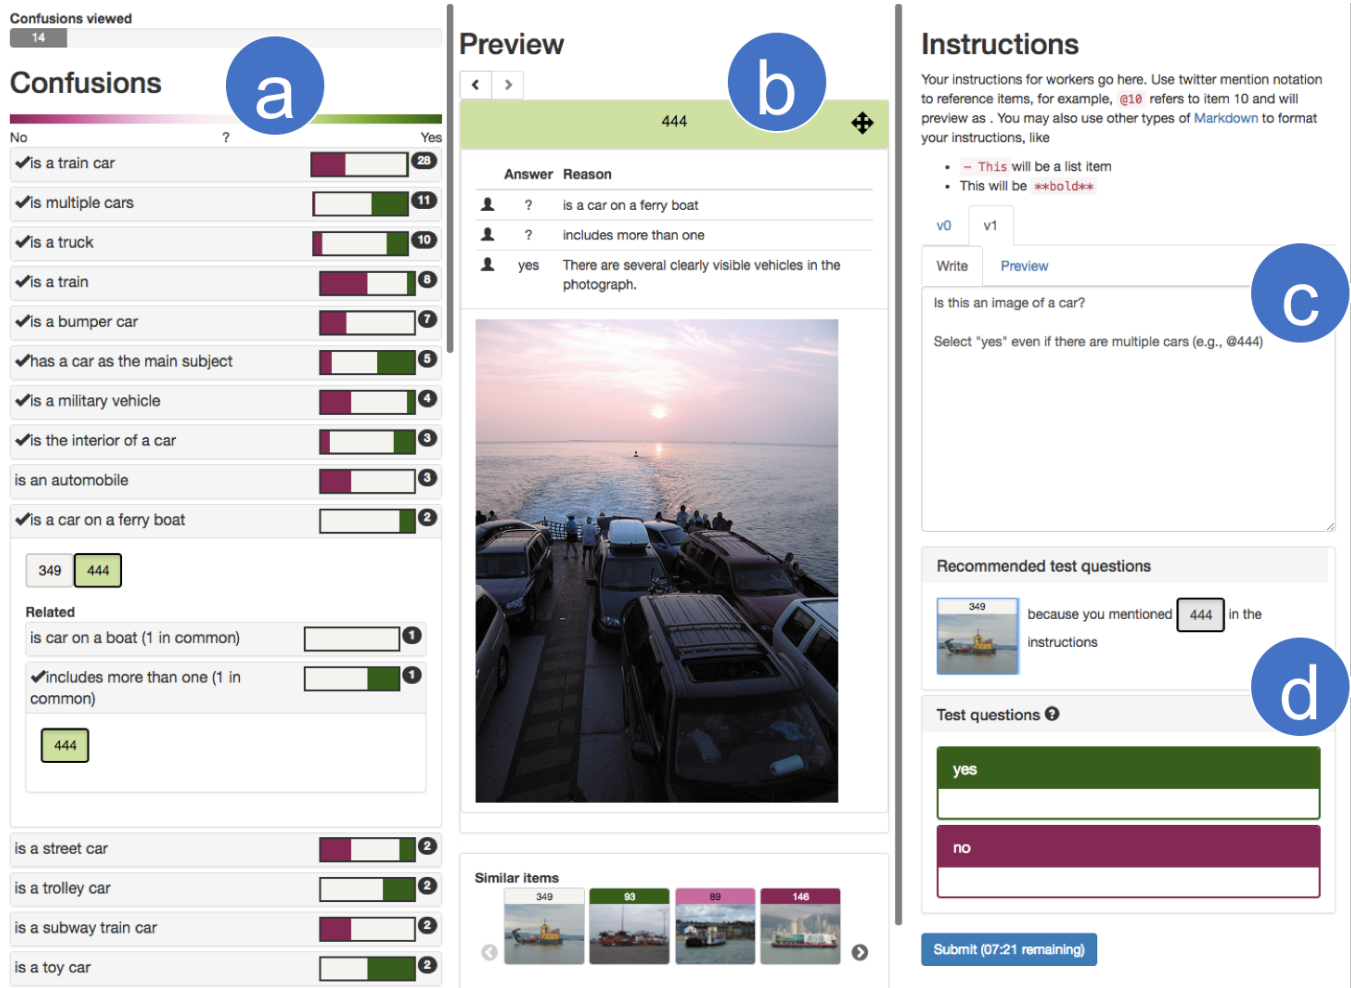 Confusions viewed
14
Confusions
a
No ? Yes
✔is a train car 28
✔is multiple cars 11
✔is a truck 10
✔is a train 8
✔is a bumper car 7
✔has a car as the main subject 5
✔is a military vehicle 4
✔is the interior of a car 3
is an automobile 3
✔is a car on a ferry boat 2
349 444
Related
is car on a boat (1 in common) 1
✔includes more than one (1 in 1
common)
444
is a street car 2
is a trolley car 2
is a subway train car 2
is a toy car 2
Preview
b
444
Answer Reason
? is a car on a ferry boat
? includes more than one
yes There are several clearly visible vehicles in the
photograph.
Similar items
349 93 89 146
Instructions
Your instructions for workers go here. Use twitter mention notation
to reference items, for example, @10 refers to item 10 and will
preview as . You may also use other types of Markdown to format
your instructions, like
• – This will be a list item
• This will be **bold**
v0 v1
Write Preview
c
Is this an image of a car?
Select "yes" even if there are multiple cars (e.g., @444)
Recommended test questions
349
because you mentioned 444 in the
instructions
d
Test questions ?
yes
no
Submit (07:21 remaining)